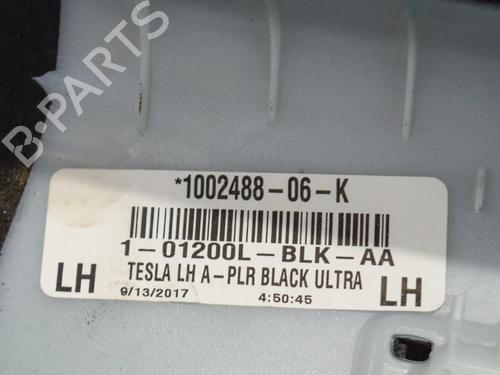 B-PARTS
*1002488-06-K
1-01200L-BLK-AA
LH TESLA LH A-PLR BLACK ULTRA LH
9/13/2017 4:50:45